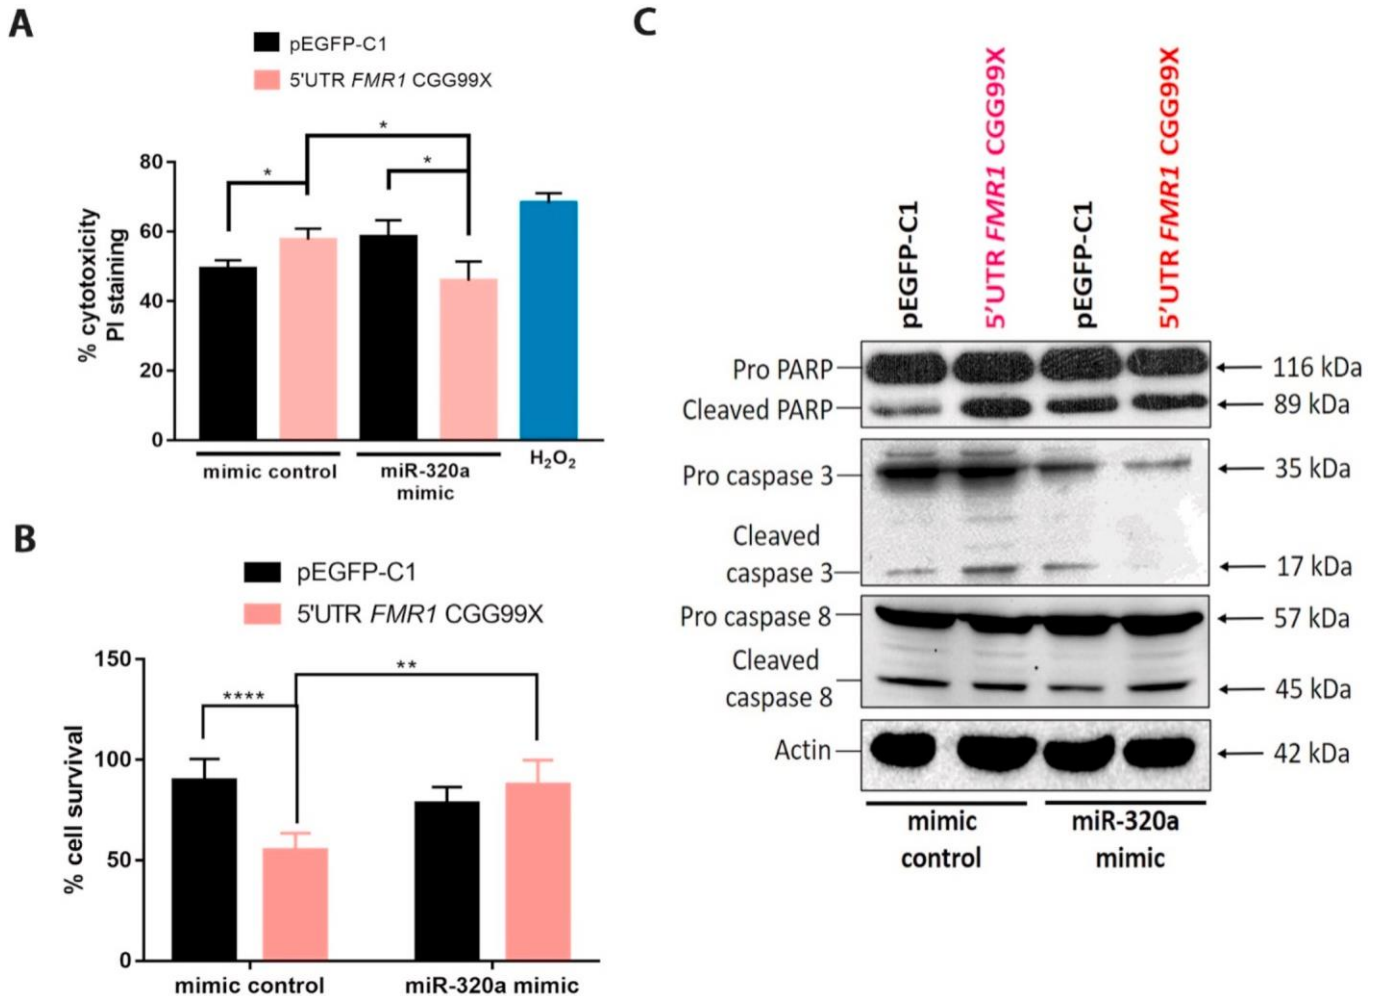 A
pEGFP-C1
5'UTR FMR1 CGG99X
*
*
*
80
60
40
20
0
% cytotoxicity
PI staining
mimic control
miR-320a
mimic
H₂O₂
B
pEGFP-C1
5'UTR FMR1 CGG99X
**
****
150
100
50
0
% cell survival
mimic control
miR-320a mimic
C
pEGFP-C1
5'UTR FMR1 CGG99X
pEGFP-C1
5'UTR FMR1 CGG99X
Pro PARP
116 kDa
Cleaved PARP
89 kDa
Pro caspase 3
35 kDa
Cleaved
caspase 3
17 kDa
Pro caspase 8
57 kDa
Cleaved
caspase 8
45 kDa
Actin
42 kDa
mimic
control
miR-320a
mimic